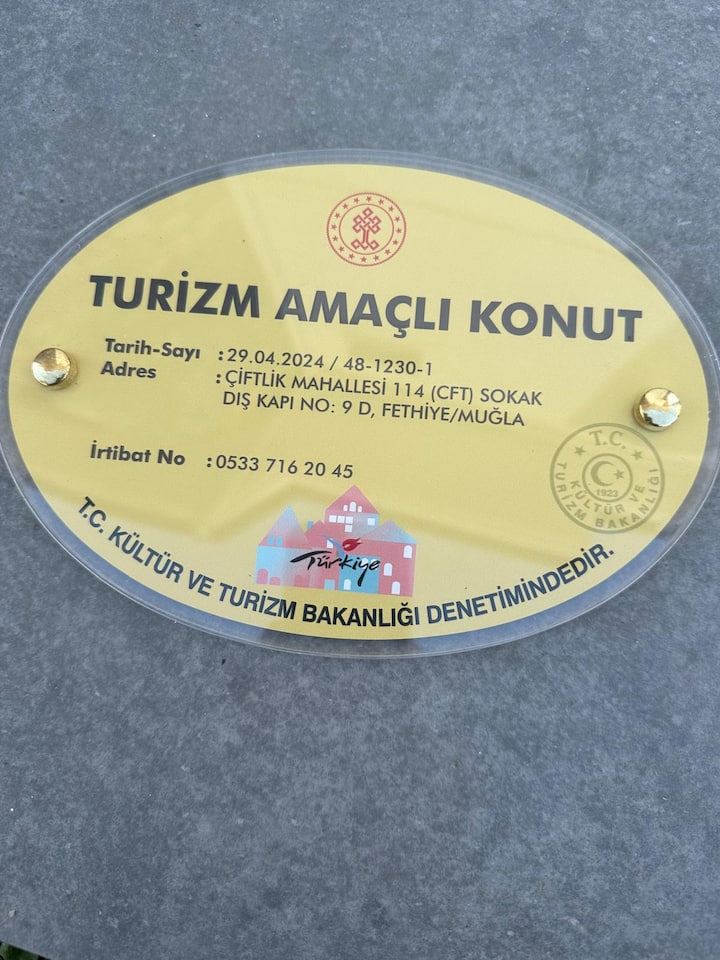 TURİZM AMAÇLI KONUT
Tarih-Sayı : 29.04.2024 / 48-1230-1
Adres : ÇİFTLİK MAHALLESİ 114 (CFT) SOKAK
DIŞ KAPI NO: 9 D, FETHİYE/MUĞLA
İrtibat No : 0533 716 20 45
T.C.
KÜLTÜR VE
TURİZM BAKANLIĞI
1923
Türkiye
T.C. KÜLTÜR VE TURİZM BAKANLIĞI DENETİMİNDEDİR.